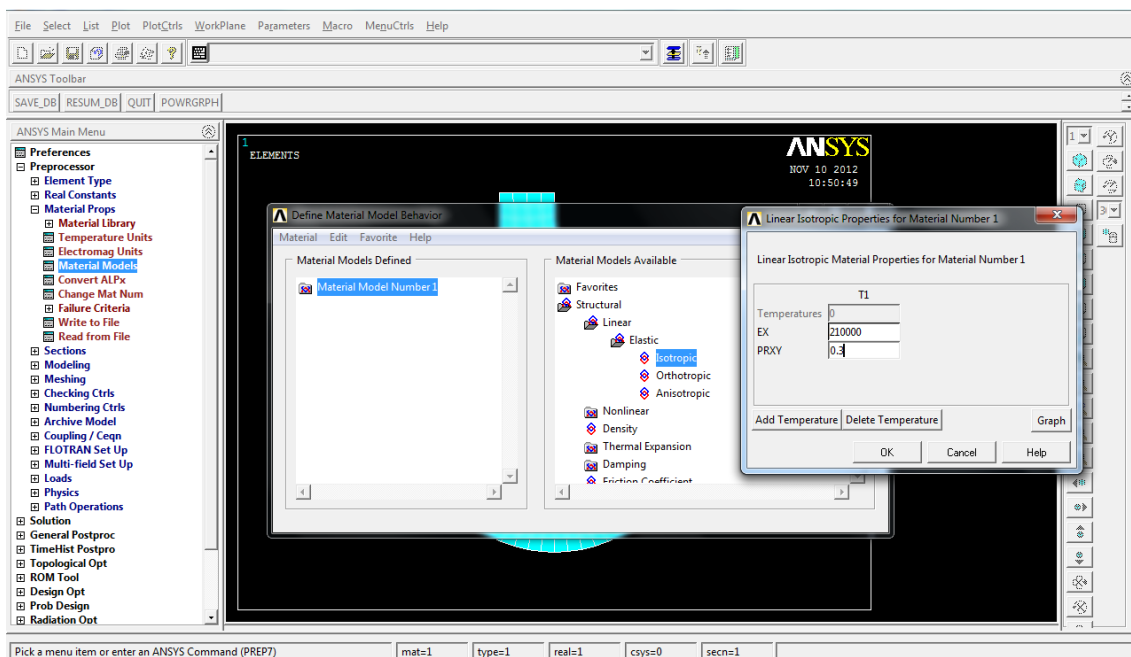 File Select List Plot PlotCtrls WorkPlane Parameters Macro MenuCtrls Help
ANSYS Toolbar
SAVE_DB RESUM_DB QUIT POWRGRPH
ANSYS Main Menu
Preferences
Preprocessor
Element Type
Real Constants
Material Props
Material Library
Temperature Units
Electromag Units
Material Models
Convert ALPx
Change Mat Num
Failure Criteria
Write to File
Read from File
Sections
Modeling
Meshing
Checking Ctrls
Numbering Ctrls
Archive Model
Coupling / Ceqn
FLOTRAN Set Up
Multi-field Set Up
Loads
Physics
Path Operations
Solution
General Postproc
TimeHist Postpro
Topological Opt
ROM Tool
Design Opt
Prob Design
Radiation Opt
1
ELEMENTS
ANSYS
NOV 10 2012
10:50:49
Define Material Model Behavior
Material Edit Favorite Help
Material Models Defined
Material Model Number 1
Material Models Available
Favorites
Structural
Linear
Elastic
Isotropic
Orthotropic
Anisotropic
Nonlinear
Density
Thermal Expansion
Damping
Friction Coefficient
Linear Isotropic Properties for Material Number 1
Linear Isotropic Material Properties for Material Number 1
T1
Temperatures 0
EX 210000
PRXY 0.3
Add Temperature Delete Temperature Graph
OK Cancel Help
1
3
Pick a menu item or enter an ANSYS Command (PREP7) mat=1 type=1 real=1 csys=0 secn=1